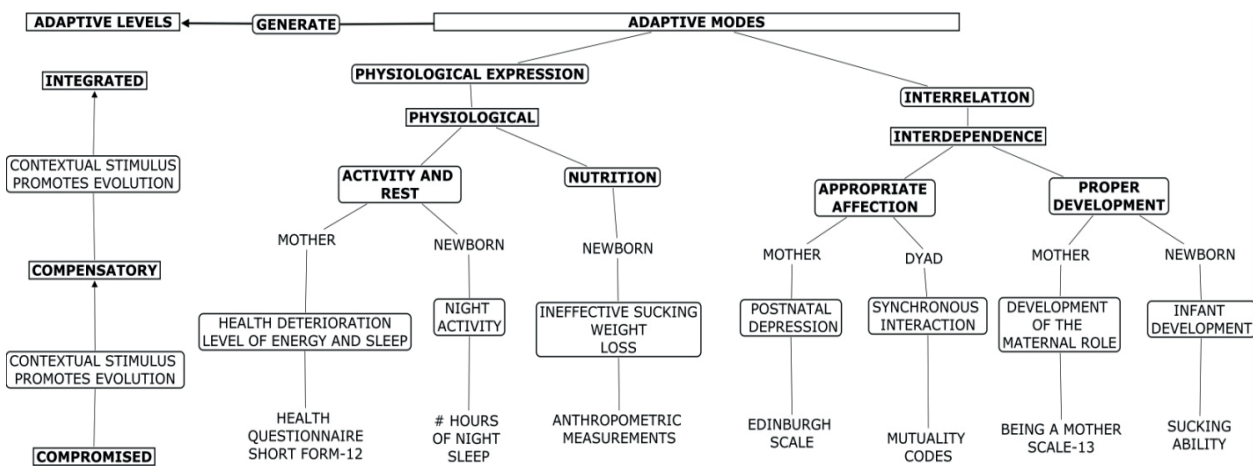 ADAPTIVE LEVELS
GENERATE
ADAPTIVE MODES
INTEGRATED
CONTEXTUAL STIMULUS
PROMOTES EVOLUTION
COMPENSATORY
CONTEXTUAL STIMULUS
PROMOTES EVOLUTION
COMPROMISED
PHYSIOLOGICAL EXPRESSION
PHYSIOLOGICAL
ACTIVITY AND
REST
MOTHER
HEALTH DETERIORATION
LEVEL OF ENERGY AND SLEEP
HEALTH
QUESTIONNAIRE
SHORT FORM-12
NEWBORN
NIGHT
ACTIVITY
# HOURS
OF NIGHT
SLEEP
NUTRITION
NEWBORN
INEFFECTIVE SUCKING
WEIGHT
LOSS
ANTHROPOMETRIC
MEASUREMENTS
INTERRELATION
INTERDEPENDENCE
APPROPRIATE
AFFECTION
MOTHER
POSTNATAL
DEPRESSION
EDINBURGH
SCALE
DYAD
SYNCHRONOUS
INTERACTION
MUTUALITY
CODES
PROPER
DEVELOPMENT
MOTHER
DEVELOPMENT
OF THE
MATERNAL ROLE
BEING A MOTHER
SCALE-13
NEWBORN
INFANT
DEVELOPMENT
SUCKING
ABILITY